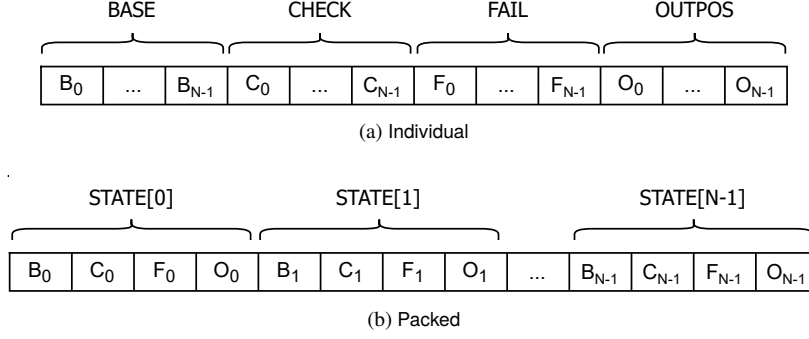 BASE CHECK FAIL OUTPOS
B0 ... BN-1 C0 ... CN-1 F0 ... FN-1 O0 ... ON-1
(a) Individual
STATE[0] STATE[1] STATE[N-1]
B0 C0 F0 O0 B1 C1 F1 O1 ... BN-1 CN-1 FN-1 ON-1
(b) Packed